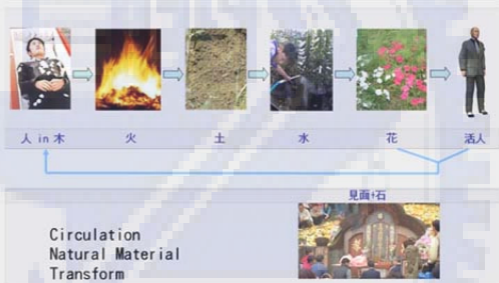 人 in 木
火
土
水
花
活人
見面+石
Circulation
Natural Material
Transform